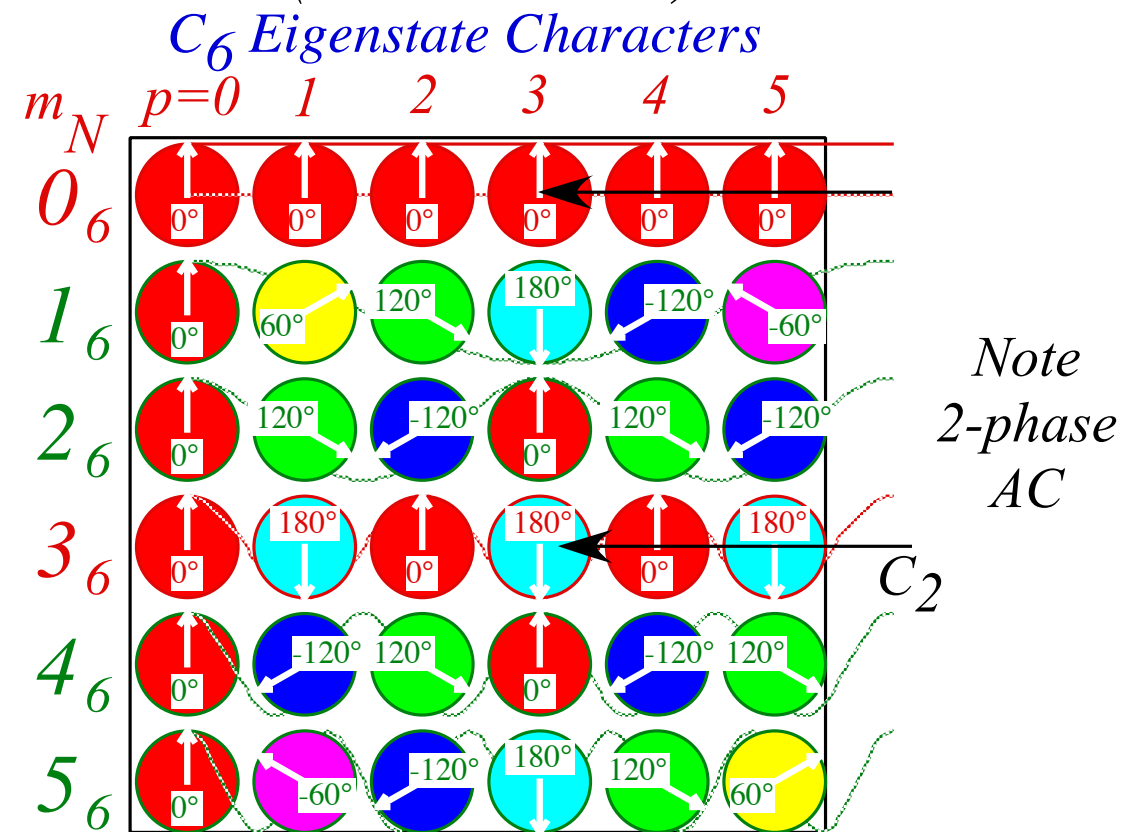 C6 Eigenstate Characters
mN p=0 1 2 3 4 5
06 0° 0° 0° 0° 0° 0°
16 0° 60° 120° 180° -120° -60°
26 0° 120° -120° 0° 120° -120°
36 0° 180° 0° 180° 0° 180°
46 0° -120° 120° 0° -120° 120°
56 0° -60° -120° 180° 120° 60°
Note
2-phase
AC
C2